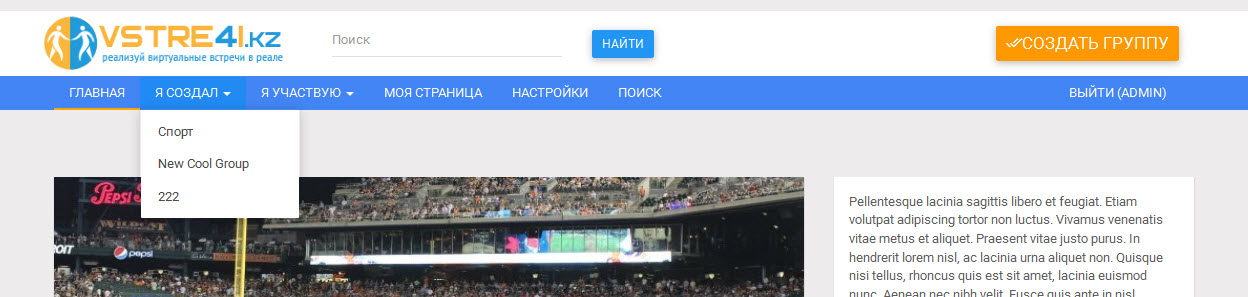 VSTRE4I.KZ
реализуй виртуальные встречи в реале
Поиск
НАЙТИ
СОЗДАТЬ ГРУППУ
ГЛАВНАЯ
Я СОЗДАЛ
Я УЧАСТВУЮ
МОЯ СТРАНИЦА
НАСТРОЙКИ
ПОИСК
ВЫЙТИ (ADMIN)
Спорт
New Cool Group
222
PEPSI
pepsi
Pellentesque lacinia sagittis libero et feugiat. Etiam
volutpat adipiscing tortor non luctus. Vivamus venenatis
vitae metus et aliquet. Praesent vitae justo purus. In
hendrerit lorem nisl, ac lacinia urna aliquet non. Quisque
nisi tellus, rhoncus quis est sit amet, lacinia euismod
nunc. Aenean nec nibh velit. Fusce quis ante in nisl